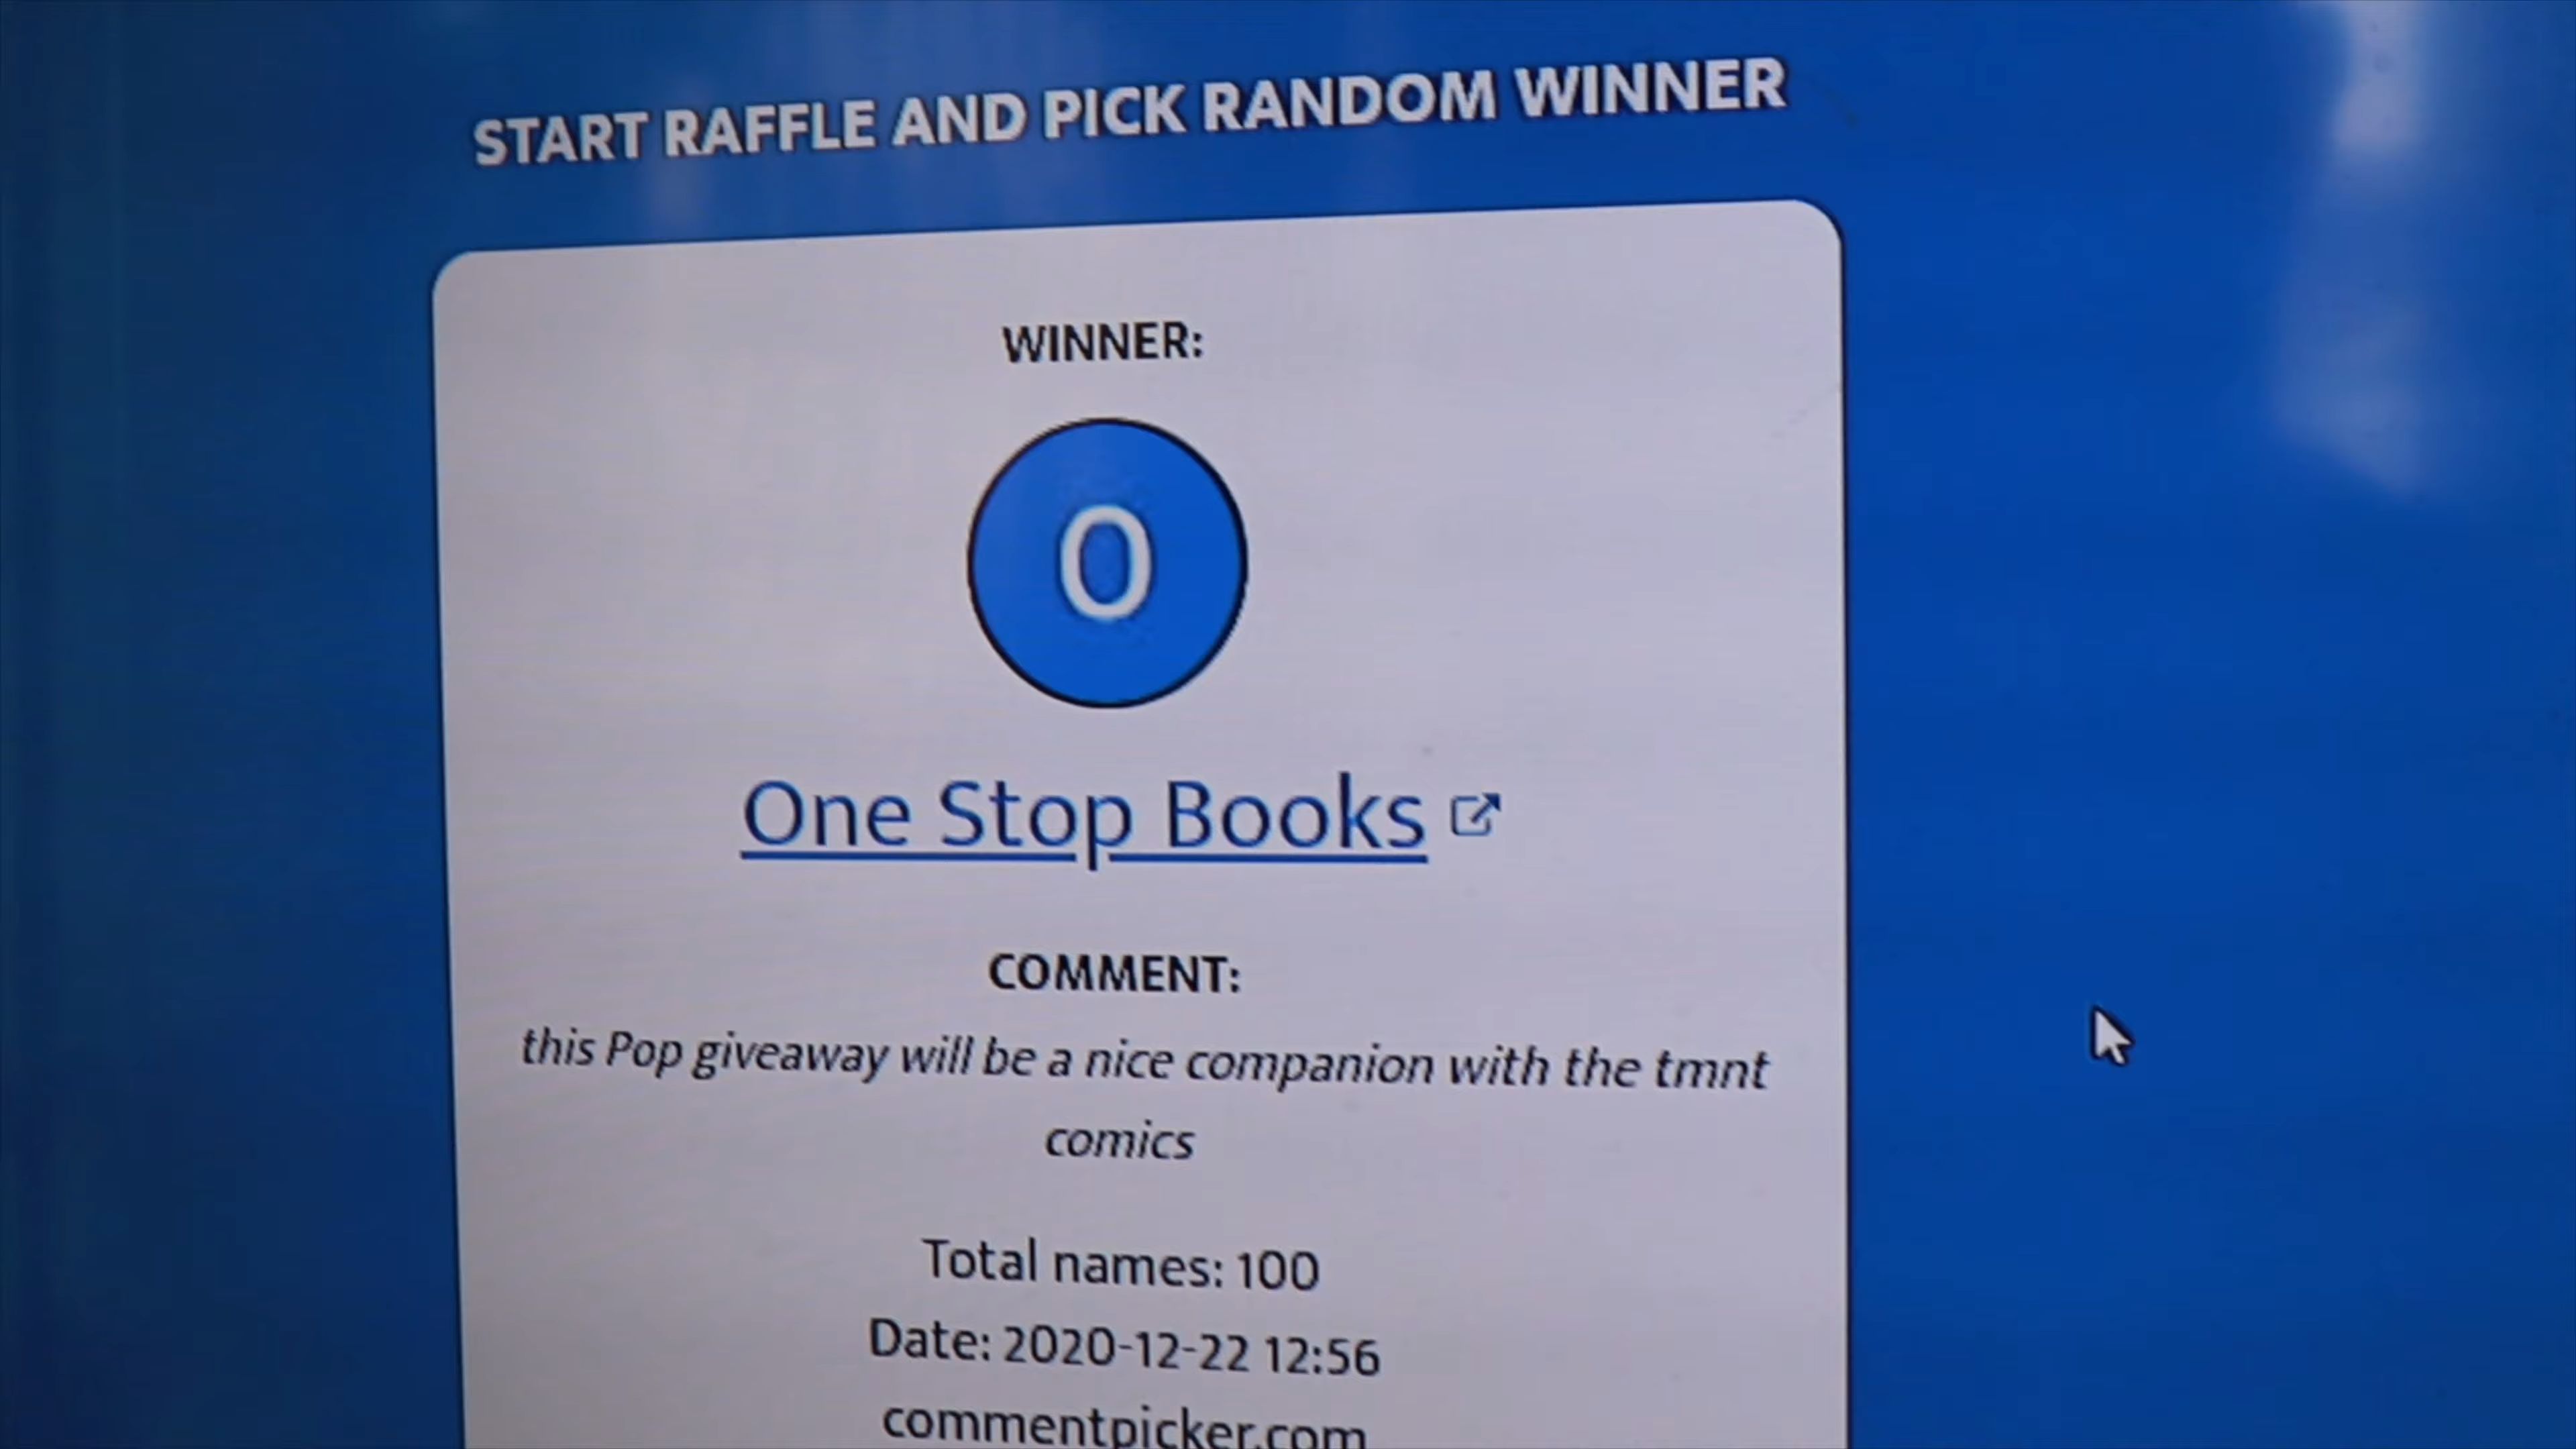 START RAFFLE AND PICK RANDOM WINNER
WINNER:
O
One Stop Books
COMMENT:
this Pop giveaway will be a nice companion with the tmnt
comics
Total names: 100
Date: 2020-12-22 12:56
commentpicker.com